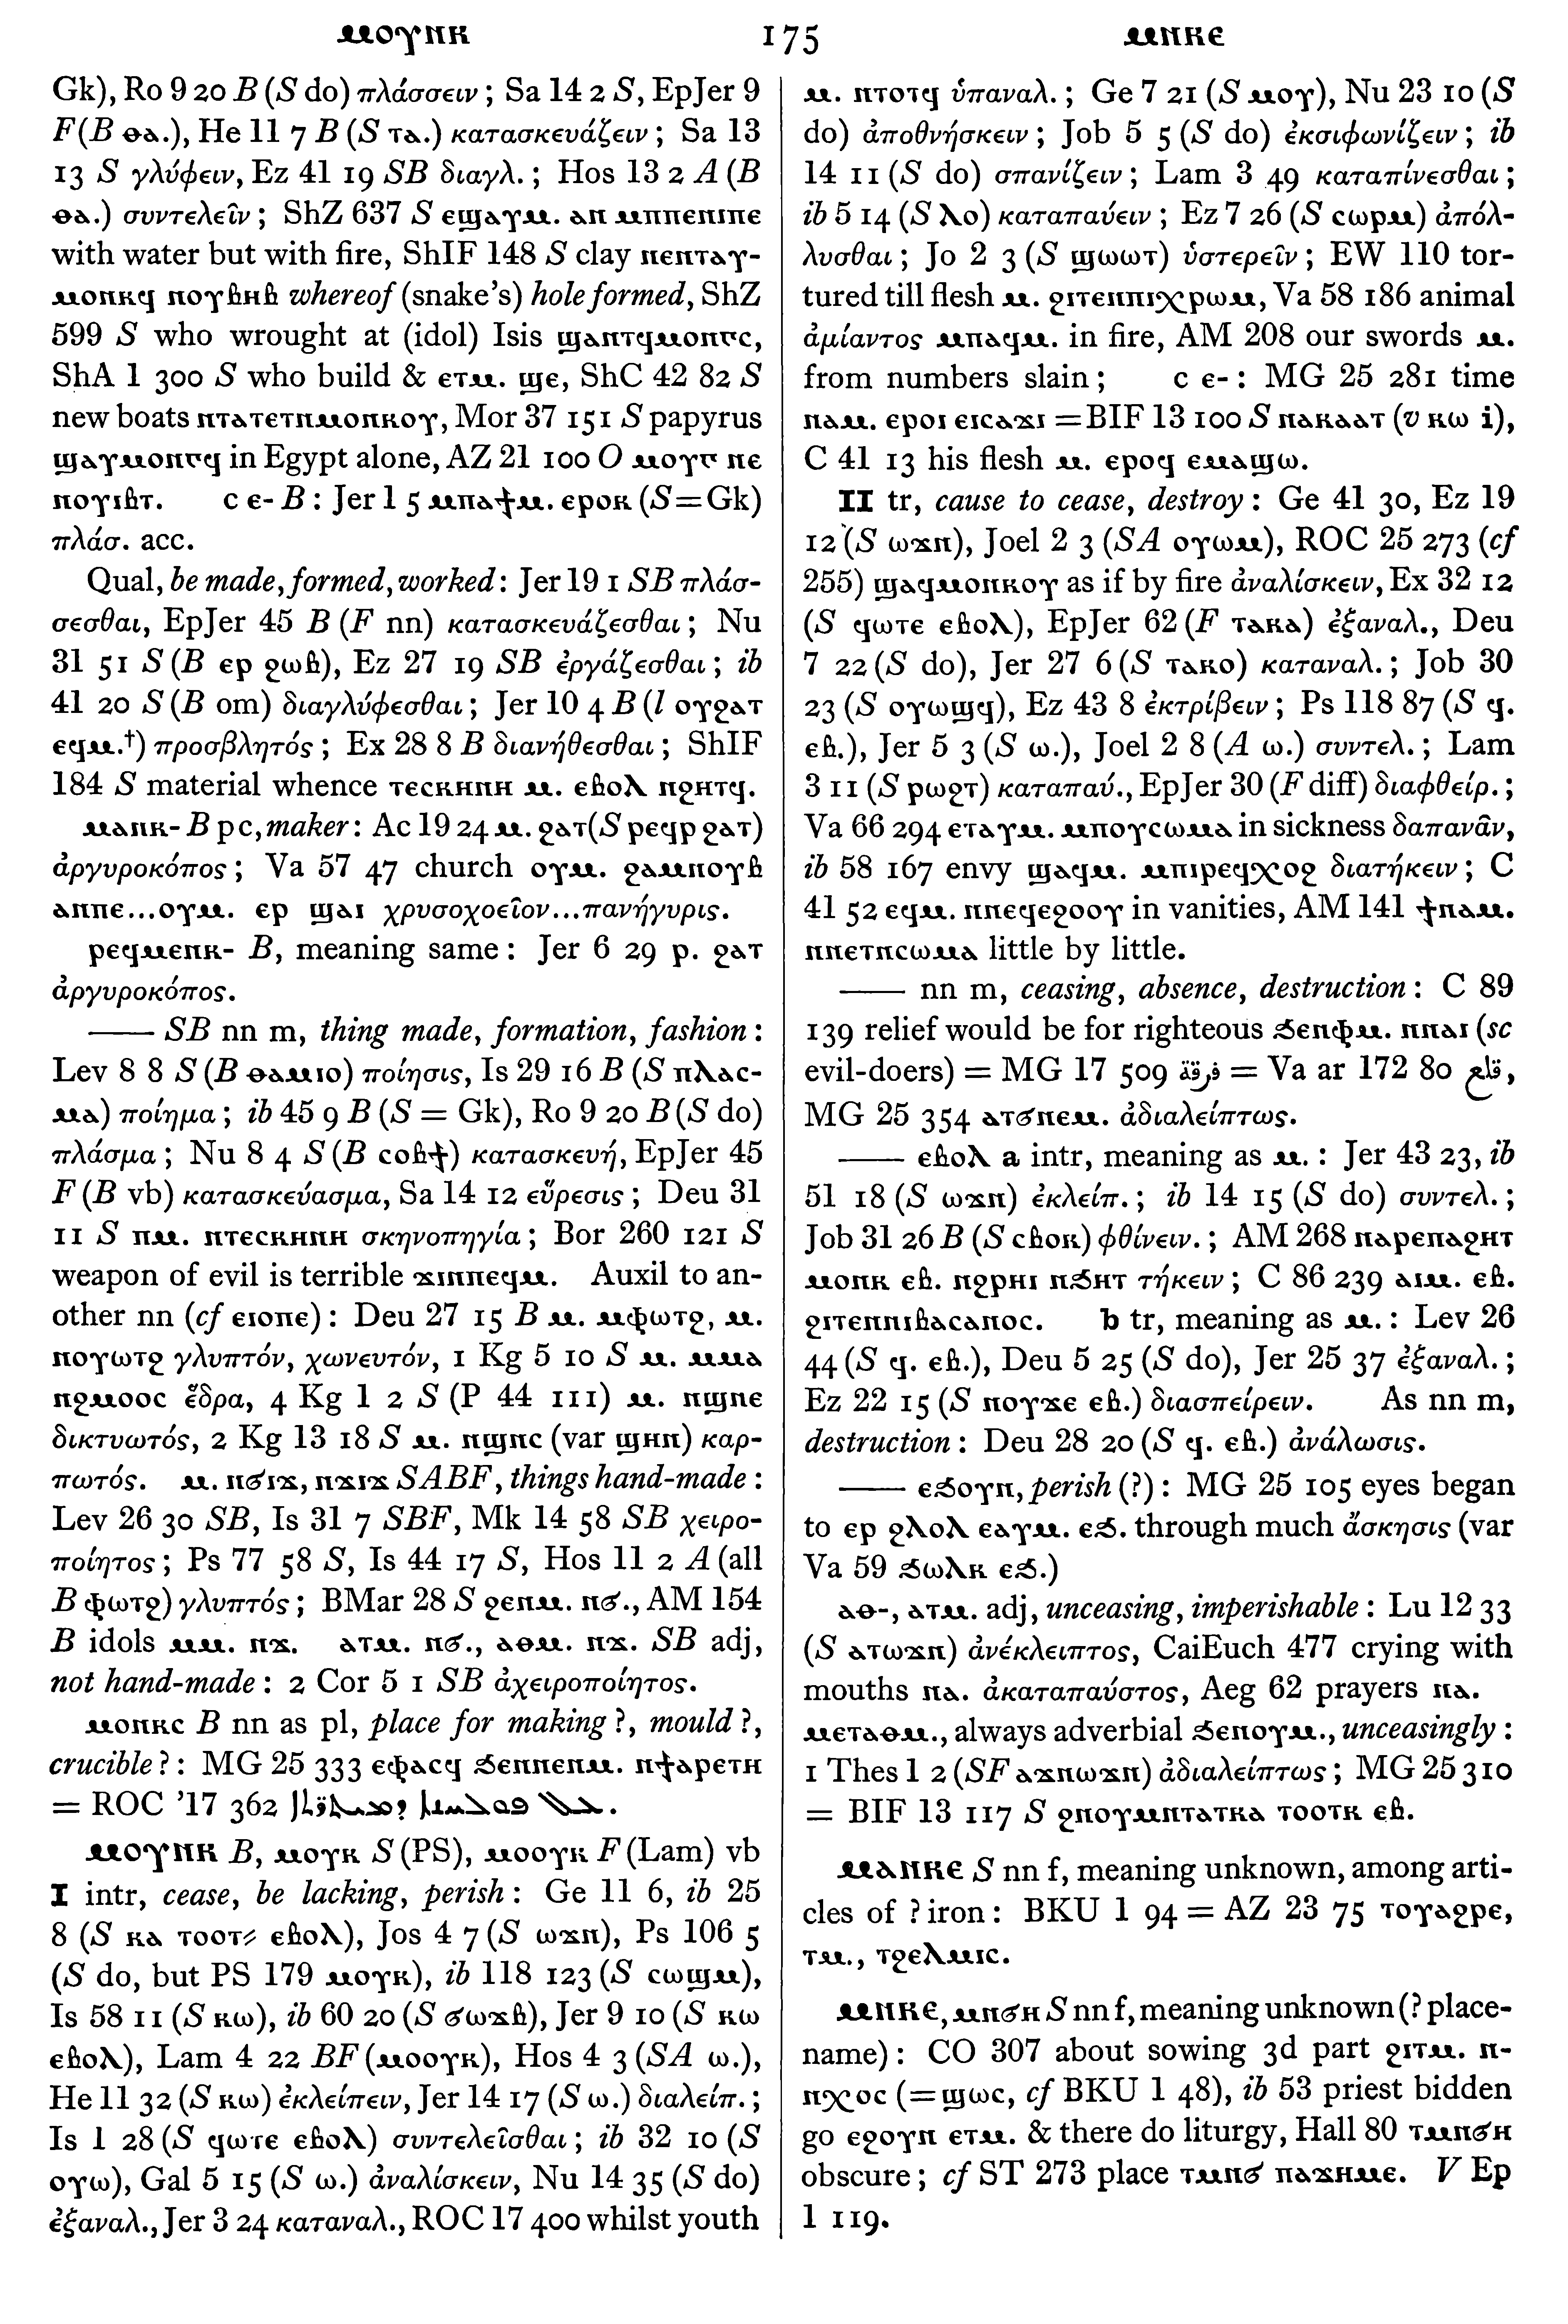 ⲙⲟⲩⲛⲕ 175 ⲙⲛⲕⲉ
Gk), Ro 9 20 B (S do) πλάσσειν ; Sa 14 2 S, EpJer 9
F (B ⲑⲁ.), He 11 7 B (S ⲧⲁ.) κατασκευάζειν ; Sa 13
13 S γλύφειν, Ez 41 19 SB διαγλ. ; Hos 13 2 A (B
ⲑⲁ.) συντελεῖν ; ShZ 637 S ⲉϣⲁⲩⲙ. ⲁⲛ ⲙⲡⲡⲉⲛⲓⲡⲉ
with water but with fire, ShIF 148 S clay ⲡⲉⲛⲧⲁⲩ-
ⲙⲟⲛⲕϥ ⲛⲟⲩⲃⲏⲃ whereof (snake's) hole formed, ShZ
599 S who wrought at (idol) Isis ϣⲁⲛⲧϥⲙⲟⲛⲅⲥ,
ShA 1 300 S who build & ⲉⲧⲙ. ϣⲉ, ShC 42 82 S
new boats ⲛⲧⲁⲧⲉⲧⲛⲙⲟⲛⲕⲟⲩ, Mor 37 151 S papyrus
ϣⲁⲩⲙⲟⲛⲅϥ in Egypt alone, AZ 21 100 O ⲙⲟⲩⲅ ⲛⲉ
ⲛⲟⲩⲓⲃⲧ. c ⲉ- B : Jer 1 5 ⲙⲡⲁϯⲙ. ⲉⲣⲟⲕ (S = Gk)
πλάσ. acc.
Qual, be made, formed, worked : Jer 19 1 SB πλάσ-
σεσθαι, EpJer 45 B (F nn) κατασκευάζεσθαι ; Nu
31 51 S (B ⲉⲣ ϩⲱⲃ), Ez 27 19 SB ἐργάζεσθαι ; ib
41 20 S (B om) διαγλύφεσθαι ; Jer 10 4 B (l ⲟⲩϩⲁⲧ
ⲉϥⲙ.†) προσβλητός ; Ex 28 8 B διανήθεσθαι ; ShIF
184 S material whence ⲧⲉⲥⲕⲏⲛⲏ ⲙ. ⲉⲃⲟⲗ ⲛϩⲏⲧϥ.
ⲙⲁⲛⲕ- B p c, maker : Ac 19 24 ⲙ. ϩⲁⲧ (S ⲣⲉϥⲣ ϩⲁⲧ)
ἀργυροκόπος ; Va 57 47 church ⲟⲩⲙ. ϩⲁⲙⲛⲟⲩⲃ
ⲁⲛⲛⲉ...ⲟⲩⲙ. ⲉⲣ ϣⲁⲓ χρυσοχοεῖον...πανήγυρις.
ⲣⲉϥⲙⲉⲛⲕ- B, meaning same : Jer 6 29 ⲣ. ϩⲁⲧ
ἀργυροκόπος.
—— SB nn m, thing made, formation, fashion :
Lev 8 8 S (B ⲑⲁⲙⲓⲟ) ποίησις, Is 29 16 B (S ⲡⲗⲁⲥ-
ⲙⲁ) ποίημα ; ib 45 9 B (S = Gk), Ro 9 20 B (S do)
πλάσμα ; Nu 8 4 S (B ⲥⲟⲃϯ) κατασκευή, EpJer 45
F (B vb) κατασκεύασμα, Sa 14 12 εὕρεσις ; Deu 31
11 S ⲡⲙ. ⲛⲧⲉⲥⲕⲏⲛⲏ σκηνοπηγία ; Bor 260 121 S
weapon of evil is terrible ϫⲓⲛⲡⲉϥⲙ. Auxil to an-
other nn (cf ⲉⲓⲟⲡⲉ) : Deu 27 15 B ⲙ. ⲙⲫⲱⲧϩ, ⲙ.
ⲛⲟⲩⲱⲧϩ γλυπτόν, χωνευτόν, 1 Kg 5 10 S ⲙ. ⲙⲙⲁ
ⲛϩⲙⲟⲟⲥ ἕδρα, 4 Kg 1 2 S (P 44 111) ⲙ. ⲛϣⲛⲉ
δικτυωτός, 2 Kg 13 18 S ⲙ. ⲛϣⲛⲥ (var ϣⲏⲛ) καρ-
πωτός. ⲙ. ⲛϭⲓϫ, ⲛϫⲓϫ SABF, things hand-made :
Lev 26 30 SB, Is 31 7 SBF, Mk 14 58 SB χειρο-
ποίητος ; Ps 77 58 S, Is 44 17 S, Hos 11 2 A (all
B ⲫⲱⲧϩ) γλυπτός ; BMar 28 S ϩⲉⲛⲙ. ⲛϭ., AM 154
B idols ⲙⲙ. ⲛϫ. ⲁⲧⲙ. ⲛϭ., ⲁⲑⲙ. ⲛϫ. SB adj,
not hand-made : 2 Cor 5 1 SB ἀχειροποίητος.
ⲙⲟⲛⲕⲥ B nn as pl, place for making ?, mould ?,
crucible ? : MG 25 333 ⲉⲫⲁⲥϥ ϧⲉⲛⲛⲉⲛⲙ. ⲛϯⲁⲣⲉⲧⲏ
= ROC '17 362
ⲙⲟⲩⲛⲕ B, ⲙⲟⲩⲕ S (PS), ⲙⲟⲟⲩⲕ F (Lam) vb
I intr, cease, be lacking, perish : Ge 11 6, ib 25
8 (S ⲕⲁ ⲧⲟⲟⲧ⸗ ⲉⲃⲟⲗ), Jos 4 7 (S ⲱϫⲛ), Ps 106 5
(S do, but PS 179 ⲙⲟⲩⲕ), ib 118 123 (S ⲥⲱϣⲙ),
Is 58 11 (S ⲕⲱ), ib 60 20 (S ϭⲱϫⲃ), Jer 9 10 (S ⲕⲱ
ⲉⲃⲟⲗ), Lam 4 22 BF (ⲙⲟⲟⲩⲕ), Hos 4 3 (SA ⲱ.),
He 11 32 (S ⲕⲱ) ἐκλείπειν, Jer 14 17 (S ⲱ.) διαλείπ. ;
Is 1 28 (S ϥⲱⲧⲉ ⲉⲃⲟⲗ) συντελεῖσθαι ; ib 32 10 (S
ⲟⲩⲱ), Gal 5 15 (S ⲱ.) ἀναλίσκειν, Nu 14 35 (S do)
ἐξαναλ., Jer 3 24 καταναλ., ROC 17 400 whilst youth
ⲙ. ⲛⲧⲟⲧϥ ὑπαναλ. ; Ge 7 21 (S ⲙⲟⲩ), Nu 23 10 (S
do) ἀποθνήσκειν ; Job 5 5 (S do) ἐκσιφωνίζειν ; ib
14 11 (S do) σπανίζειν ; Lam 3 49 καταπίνεσθαι ;
ib 5 14 (S ⲗⲟ) καταπαύειν ; Ez 7 26 (S ⲥⲱⲣⲙ) ἀπόλ-
λυσθαι ; Jo 2 3 (S ϣⲱⲱⲧ) ὑστερεῖν ; EW 110 tor-
tured till flesh ⲙ. ϩⲓⲧⲉⲛⲡⲓⲭⲣⲱⲙ, Va 58 186 animal
ἀμίαντος ⲙⲡⲁϥⲙ. in fire, AM 208 our swords ⲙ.
from numbers slain ; c ⲉ- : MG 25 281 time
ⲛⲁⲙ. ⲉⲣⲟⲓ ⲉⲓⲥⲁϫⲓ = BIF 13 100 S ⲛⲁⲕⲁⲁⲧ (v ⲕⲱ i),
C 41 13 his flesh ⲙ. ⲉⲣⲟϥ ⲉⲙⲁϣⲱ.
II tr, cause to cease, destroy : Ge 41 30, Ez 19
12 (S ⲱϫⲛ), Joel 2 3 (SA ⲟⲩⲱⲙ), ROC 25 273 (cf
255) ϣⲁϥⲙⲟⲛⲕⲟⲩ as if by fire ἀναλίσκειν, Ex 32 12
(S ϥⲱⲧⲉ ⲉⲃⲟⲗ), EpJer 62 (F ⲧⲁⲕⲁ) ἐξαναλ., Deu
7 22 (S do), Jer 27 6 (S ⲧⲁⲕⲟ) καταναλ. ; Job 30
23 (S ⲟⲩⲱϣϥ), Ez 43 8 ἐκτρίβειν ; Ps 118 87 (S ϥ.
ⲉⲃ.), Jer 5 3 (S ⲱ.), Joel 2 8 (A ⲱ.) συντελ. ; Lam
3 11 (S ⲣⲱϩⲧ) καταπαύ., EpJer 30 (F diff) διαφθείρ. ;
Va 66 294 ⲉⲧⲁⲩⲙ. ⲙⲡⲟⲩⲥⲱⲙⲁ in sickness δαπανᾶν,
ib 58 167 envy ϣⲁϥⲙ. ⲙⲡⲓⲣⲉϥⲭⲟϩ διατήκειν ; C
41 52 ⲉϥⲙ. ⲛⲛⲉϥⲉϩⲟⲟⲩ in vanities, AM 141 ϯⲛⲁⲙ.
ⲛⲛⲉⲧⲛⲥⲱⲙⲁ little by little.
—— nn m, ceasing, absence, destruction : C 89
139 relief would be for righteous ϧⲉⲛⲫⲙ. ⲛⲛⲁⲓ (sc
evil-doers) = MG 17 509 = Va ar 172 80
MG 25 354 ⲁⲧϭⲛⲉⲙ. ἀδιαλείπτως.
—— ⲉⲃⲟⲗ a intr, meaning as ⲙ. : Jer 43 23, ib
51 18 (S ⲱϫⲛ) ἐκλείπ. ; ib 14 15 (S do) συντελ. ;
Job 31 26 B (S ⲥⲃⲟⲕ) φθίνειν. ; AM 268 ⲛⲁⲣⲉⲡⲁϩⲏⲧ
ⲙⲟⲛⲕ ⲉⲃ. ⲛϩⲣⲏⲓ ⲛϧⲏⲧ τήκειν ; C 86 239 ⲁⲓⲙ. ⲉⲃ.
ϩⲓⲧⲉⲛⲛⲓⲃⲁⲥⲁⲛⲟⲥ. b tr, meaning as ⲙ. : Lev 26
44 (S ϥ. ⲉⲃ.), Deu 5 25 (S do), Jer 25 37 ἐξαναλ. ;
Ez 22 15 (S ⲛⲟⲩϫⲉ ⲉⲃ.) διασπείρειν. As nn m,
destruction : Deu 28 20 (S ϥ. ⲉⲃ.) ἀνάλωσις.
—— ⲉϧⲟⲩⲛ, perish (?) : MG 25 105 eyes began
to ⲉⲣ ϩⲗⲟⲗ ⲉⲁⲩⲙ. ⲉϧ. through much ἄσκησις (var
Va 59 ϧⲱⲗⲕ ⲉϧ.)
ⲁⲑ-, ⲁⲧⲙ. adj, unceasing, imperishable : Lu 12 33
(S ⲁⲧⲱϫⲛ) ἀνέκλειπτος, CaiEuch 477 crying with
mouths ⲛⲁ. ἀκαταπαύστος, Aeg 62 prayers ⲛⲁ.
ⲙⲉⲧⲁⲑⲙ., always adverbial ϧⲉⲛⲟⲩⲙ., unceasingly :
1 Thes 1 2 (SF ⲁϫⲛⲱϫⲛ) ἀδιαλείπτως ; MG 25 310
= BIF 13 117 S ϩⲛⲟⲩⲙⲛⲧⲁⲧⲕⲁ ⲧⲟⲟⲧⲕ ⲉⲃ.
ⲙⲁⲛⲕⲉ S nn f, meaning unknown, among arti-
cles of ? iron : BKU 1 94 = AZ 23 75 ⲧⲟⲩⲁϩⲣⲉ,
ⲧⲙ., ⲧϩⲉⲗⲙⲓⲥ.
ⲙⲛⲕⲉ, ⲙⲛϭⲏ S nn f, meaning unknown (? place-
name) : CO 307 about sowing 3d part ϩⲓⲧⲙ. ⲛ-
ⲛⲭⲟⲥ (= ϣⲱⲥ, cf BKU 1 48), ib 53 priest bidden
go ⲉϩⲟⲩⲛ ⲉⲧⲙ. & there do liturgy, Hall 80 ⲧⲙⲛϭⲏ
obscure ; cf ST 273 place ⲧⲙⲛϭ ⲡⲁϫⲏⲙⲉ. V Ep
1 119.